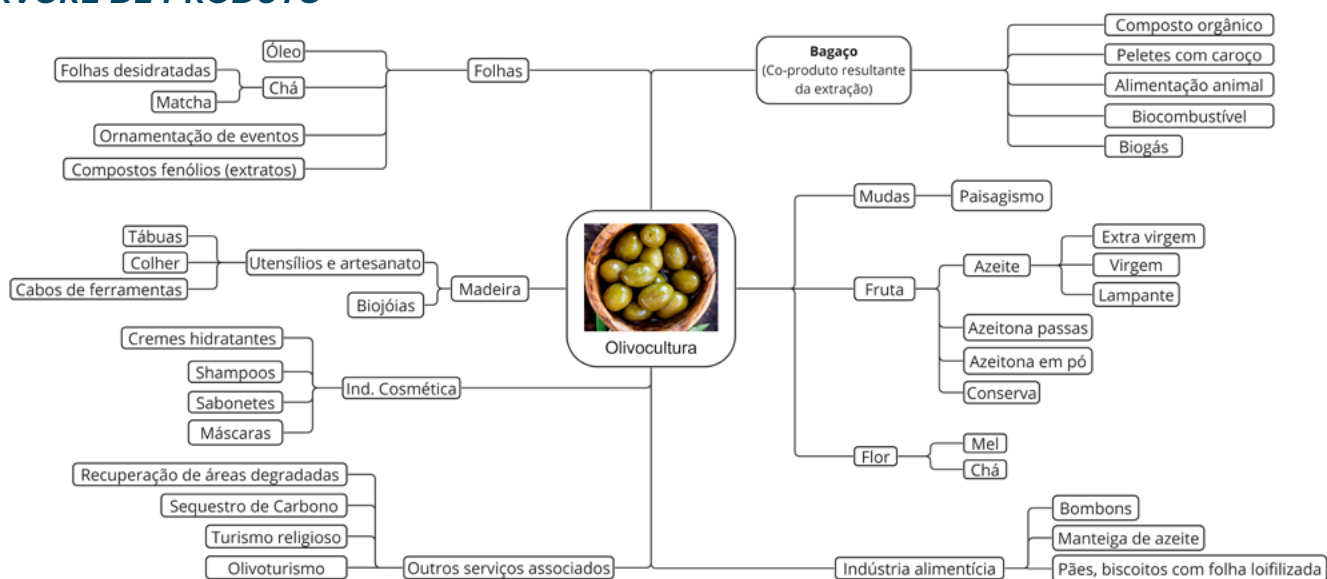 Óleo
Folhas desidratadas
Chá
Matcha
Folhas
Ornamentação de eventos
Compostos fenólios (extratos)
Bagaço
(Co-produto resultante
da extração)
Composto orgânico
Peletes com caroço
Alimentação animal
Biocombustível
Biogás
Tábuas
Colher
Cabos de ferramentas
Utensílios e artesanato
Biojóias
Madeira
Olivocultura
Mudas
Paisagismo
Fruta
Azeite
Extra virgem
Virgem
Lampante
Azeitona passas
Azeitona em pó
Conserva
Cremes hidratantes
Shampoos
Sabonetes
Máscaras
Ind. Cosmética
Flor
Mel
Chá
Recuperação de áreas degradadas
Sequestro de Carbono
Turismo religioso
Olivoturismo
Outros serviços associados
Indústria alimentícia
Bombons
Manteiga de azeite
Pães, biscoitos com folha loifilizada